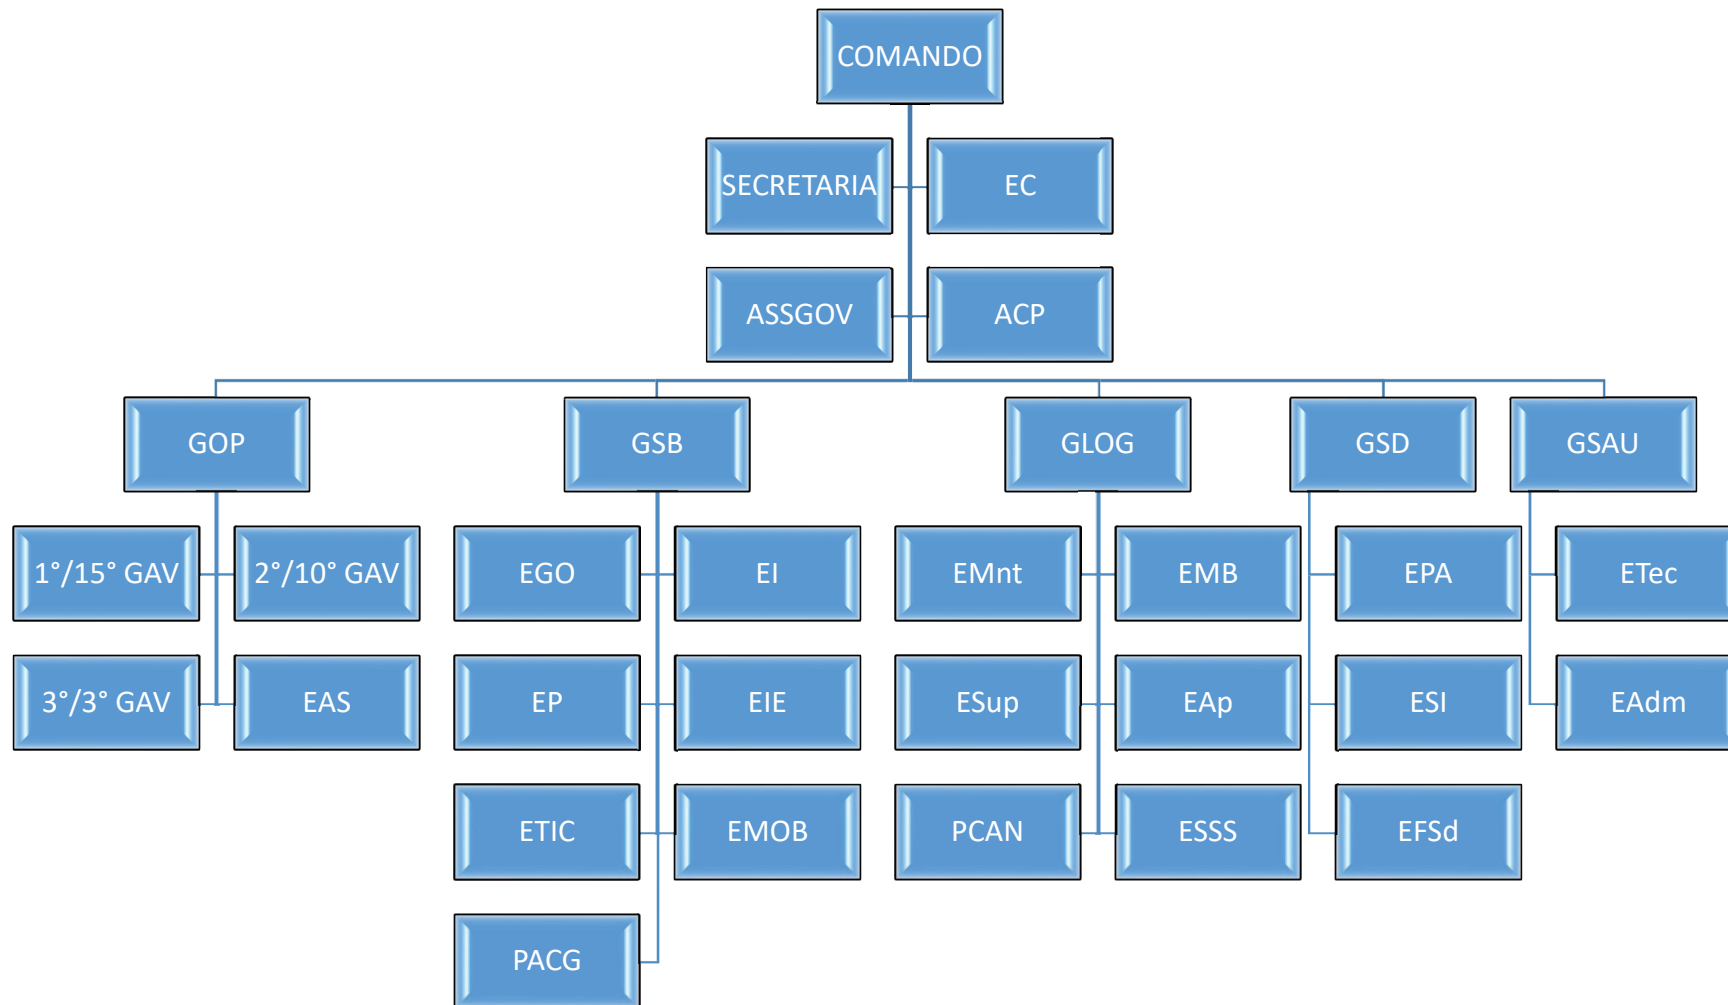 COMANDO
SECRETARIA
EC
ASSGOV
ACP
GOP
GSB
GLOG
GSD
GSAU
1°/15° GAV
2°/10° GAV
EGO
EI
EMnt
EMB
EPA
ETec
3°/3° GAV
EAS
EP
EIE
ESup
EAp
ESI
EAdm
ETIC
EMOB
PCAN
ESSS
EFSd
PACG